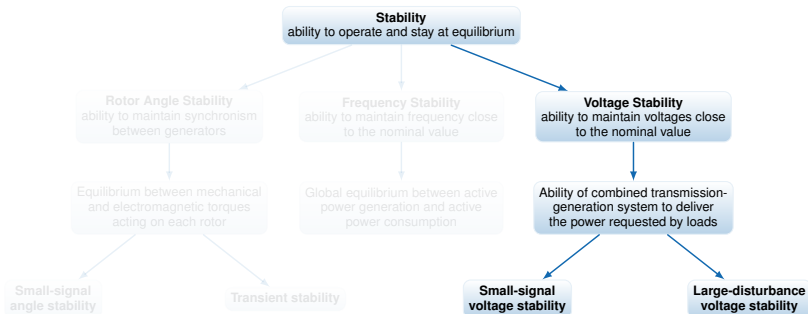 Stability
ability to operate and stay at equilibrium
Rotor Angle Stability
ability to maintain synchronism
between generators
Frequency Stability
ability to maintain frequency close
to the nominal value
Voltage Stability
ability to maintain voltages close
to the nominal value
Equilibrium between mechanical
and electromagnetic torques
acting on each rotor
Global equilibrium between active
power generation and active
power consumption
Ability of combined transmission-
generation system to deliver
the power requested by loads
Small-signal
angle stability
Transient stability
Small-signal
voltage stability
Large-disturbance
voltage stability